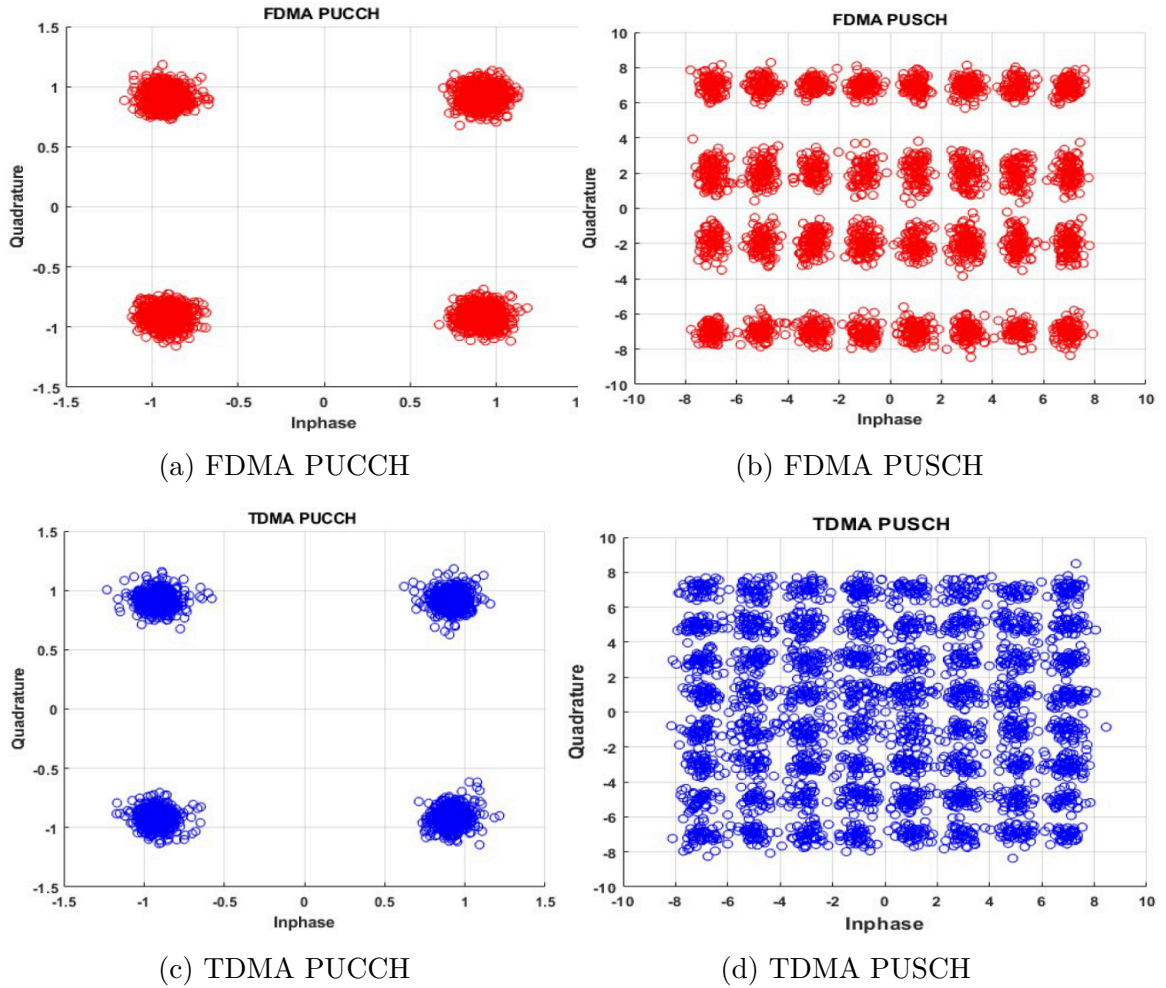 FDMA PUCCH
1.5
1
0.5
0
-0.5
-1
-1.5
Quadrature
-1.5 -1 -0.5 0 0.5 1 1
Inphase
(a) FDMA PUCCH
FDMA PUSCH
10
8
6
4
2
0
-2
-4
-6
-8
-10
Quadrature
-10 -8 -6 -4 -2 0 2 4 6 8 10
Inphase
(b) FDMA PUSCH
TDMA PUCCH
1.5
1
0.5
0
-0.5
-1
-1.5
Quadrature
-1.5 -1 -0.5 0 0.5 1 1.5
Inphase
(c) TDMA PUCCH
TDMA PUSCH
10
8
6
4
2
0
-2
-4
-6
-8
-10
Quadrature
-10 -8 -6 -4 -2 0 2 4 6 8 10
Inphase
(d) TDMA PUSCH